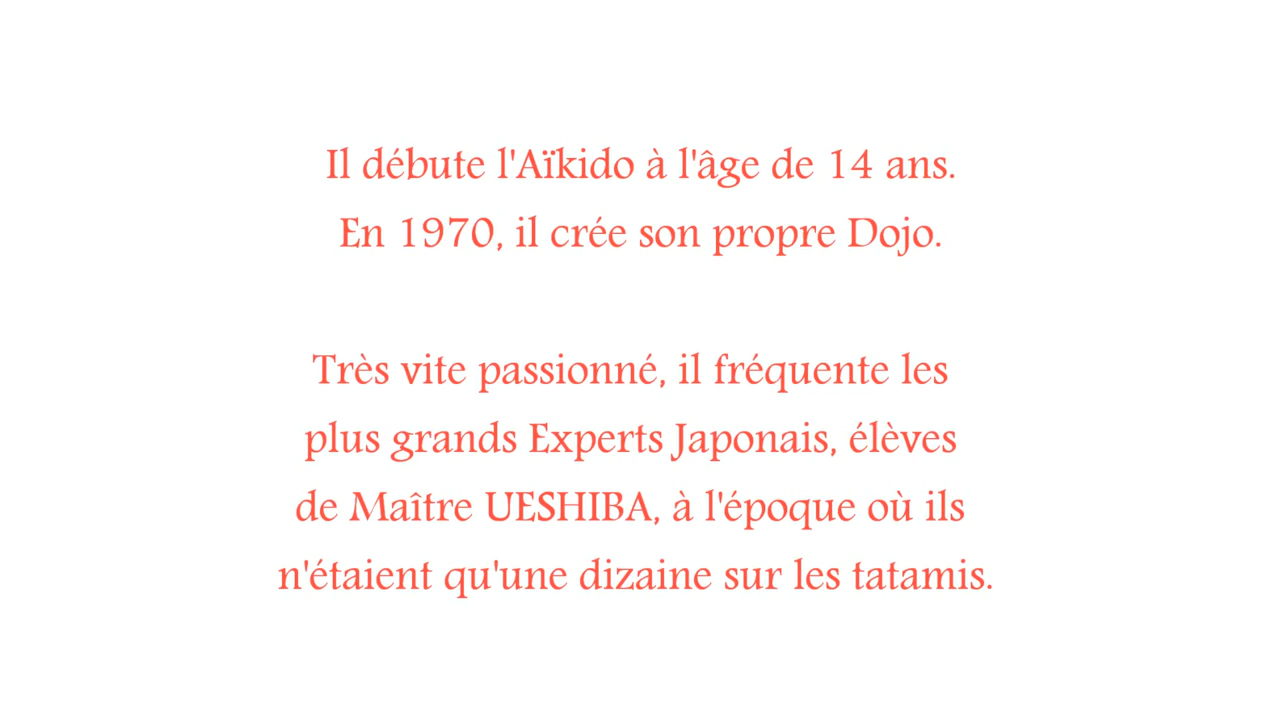 Il débute l'Aïkido à l'âge de 14 ans.
En 1970, il crée son propre Dojo.
Très vite passionné, il fréquente les
plus grands Experts Japonais, élèves
de Maître UESHIBA, à l'époque où ils
n'étaient qu'une dizaine sur les tatamis.